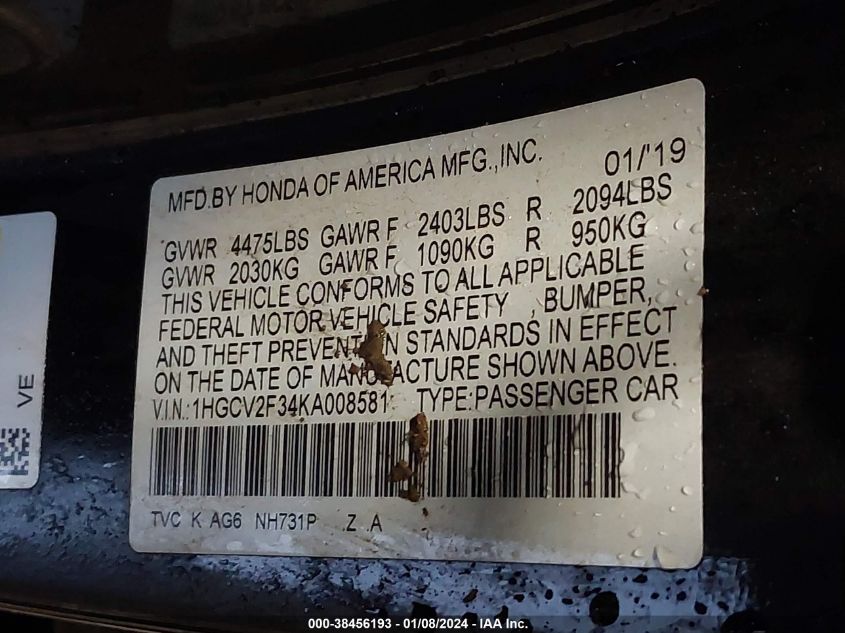 MFD.BY HONDA OF AMERICA MFG.,INC. 01/'19
GVWR 4475LBS GAWR F 2403LBS R 2094LBS
GVWR 2030KG GAWR F 1090KG R 950KG
THIS VEHICLE CONFORMS TO ALL APPLICABLE
FEDERAL MOTOR VEHICLE SAFETY , BUMPER,
AND THEFT PREVENTION STANDARDS IN EFFECT
ON THE DATE OF MANUFACTURE SHOWN ABOVE.
V.I.N.:1HGCV2F34KA008581 TYPE:PASSENGER CAR
TVC K AG6 NH731P .Z .A
VE
000-38456193 - 01/08/2024 - IAA Inc.